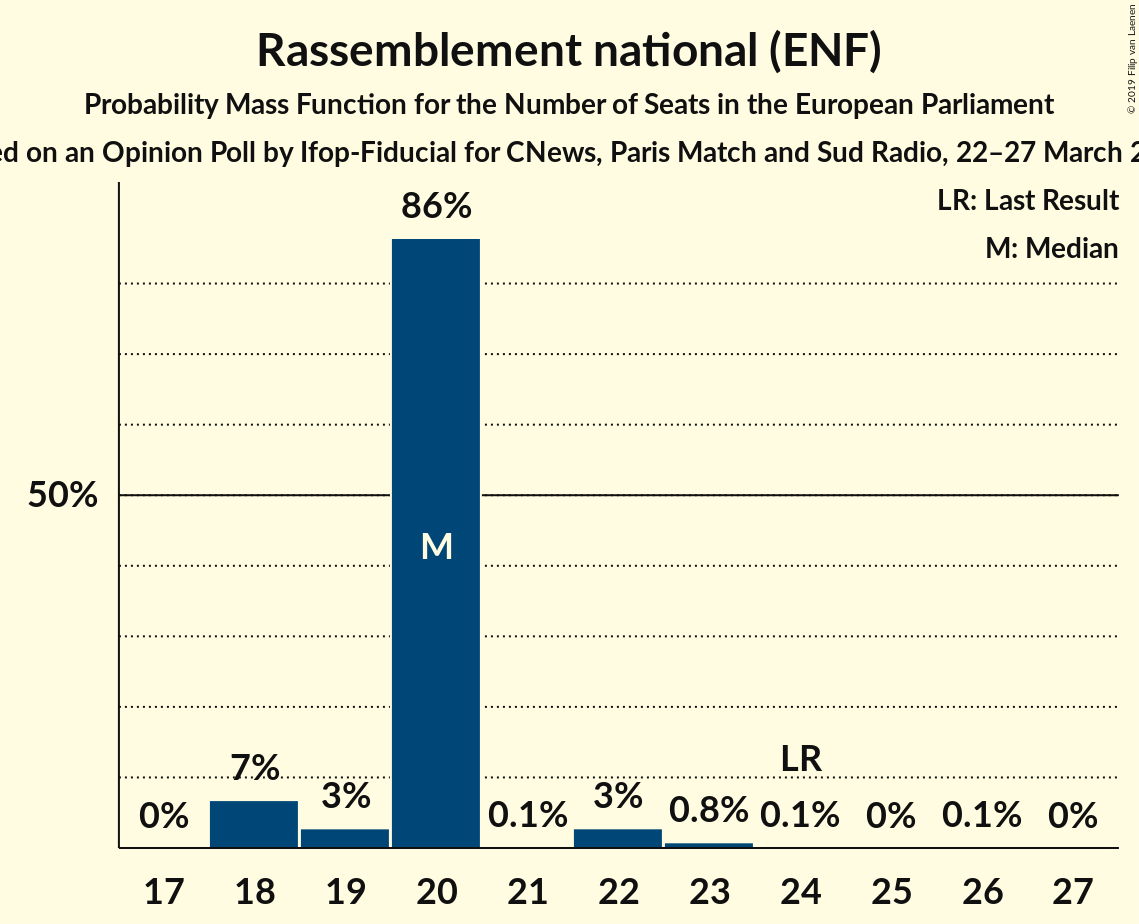 Rassemblement national (ENF)
Probability Mass Function for the Number of Seats in the European Parliament
on an Opinion Poll by Ifop-Fiducial for CNews, Paris Match and Sud Radio, 22–27 March
© 2019 Filip van Laenen
LR: Last Result
M: Median
86%
50%
M
LR
7%
3%
3%
0%
0.1%
0.8%
0.1%
0%
0.1%
0%
17 18 19 20 21 22 23 24 25 26 27